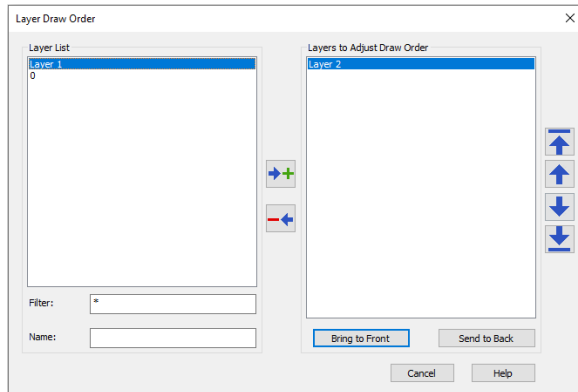 Layer Draw Order
Layer List
Layer 1
0
Filter:
*
Name:
Layers to Adjust Draw Order
Layer 2
Bring to Front
Send to Back
Cancel
Help